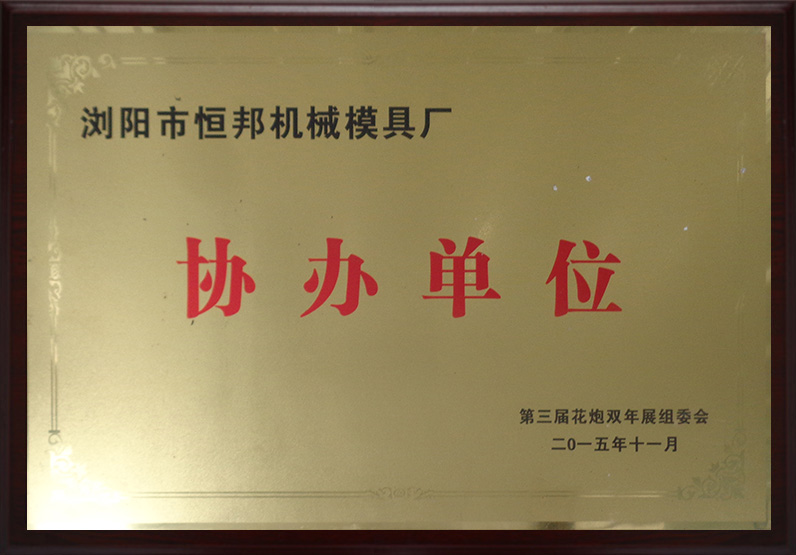 浏阳市恒邦机械模具厂
协办单位
第三届花炮双年展组委会
二0一五年十一月